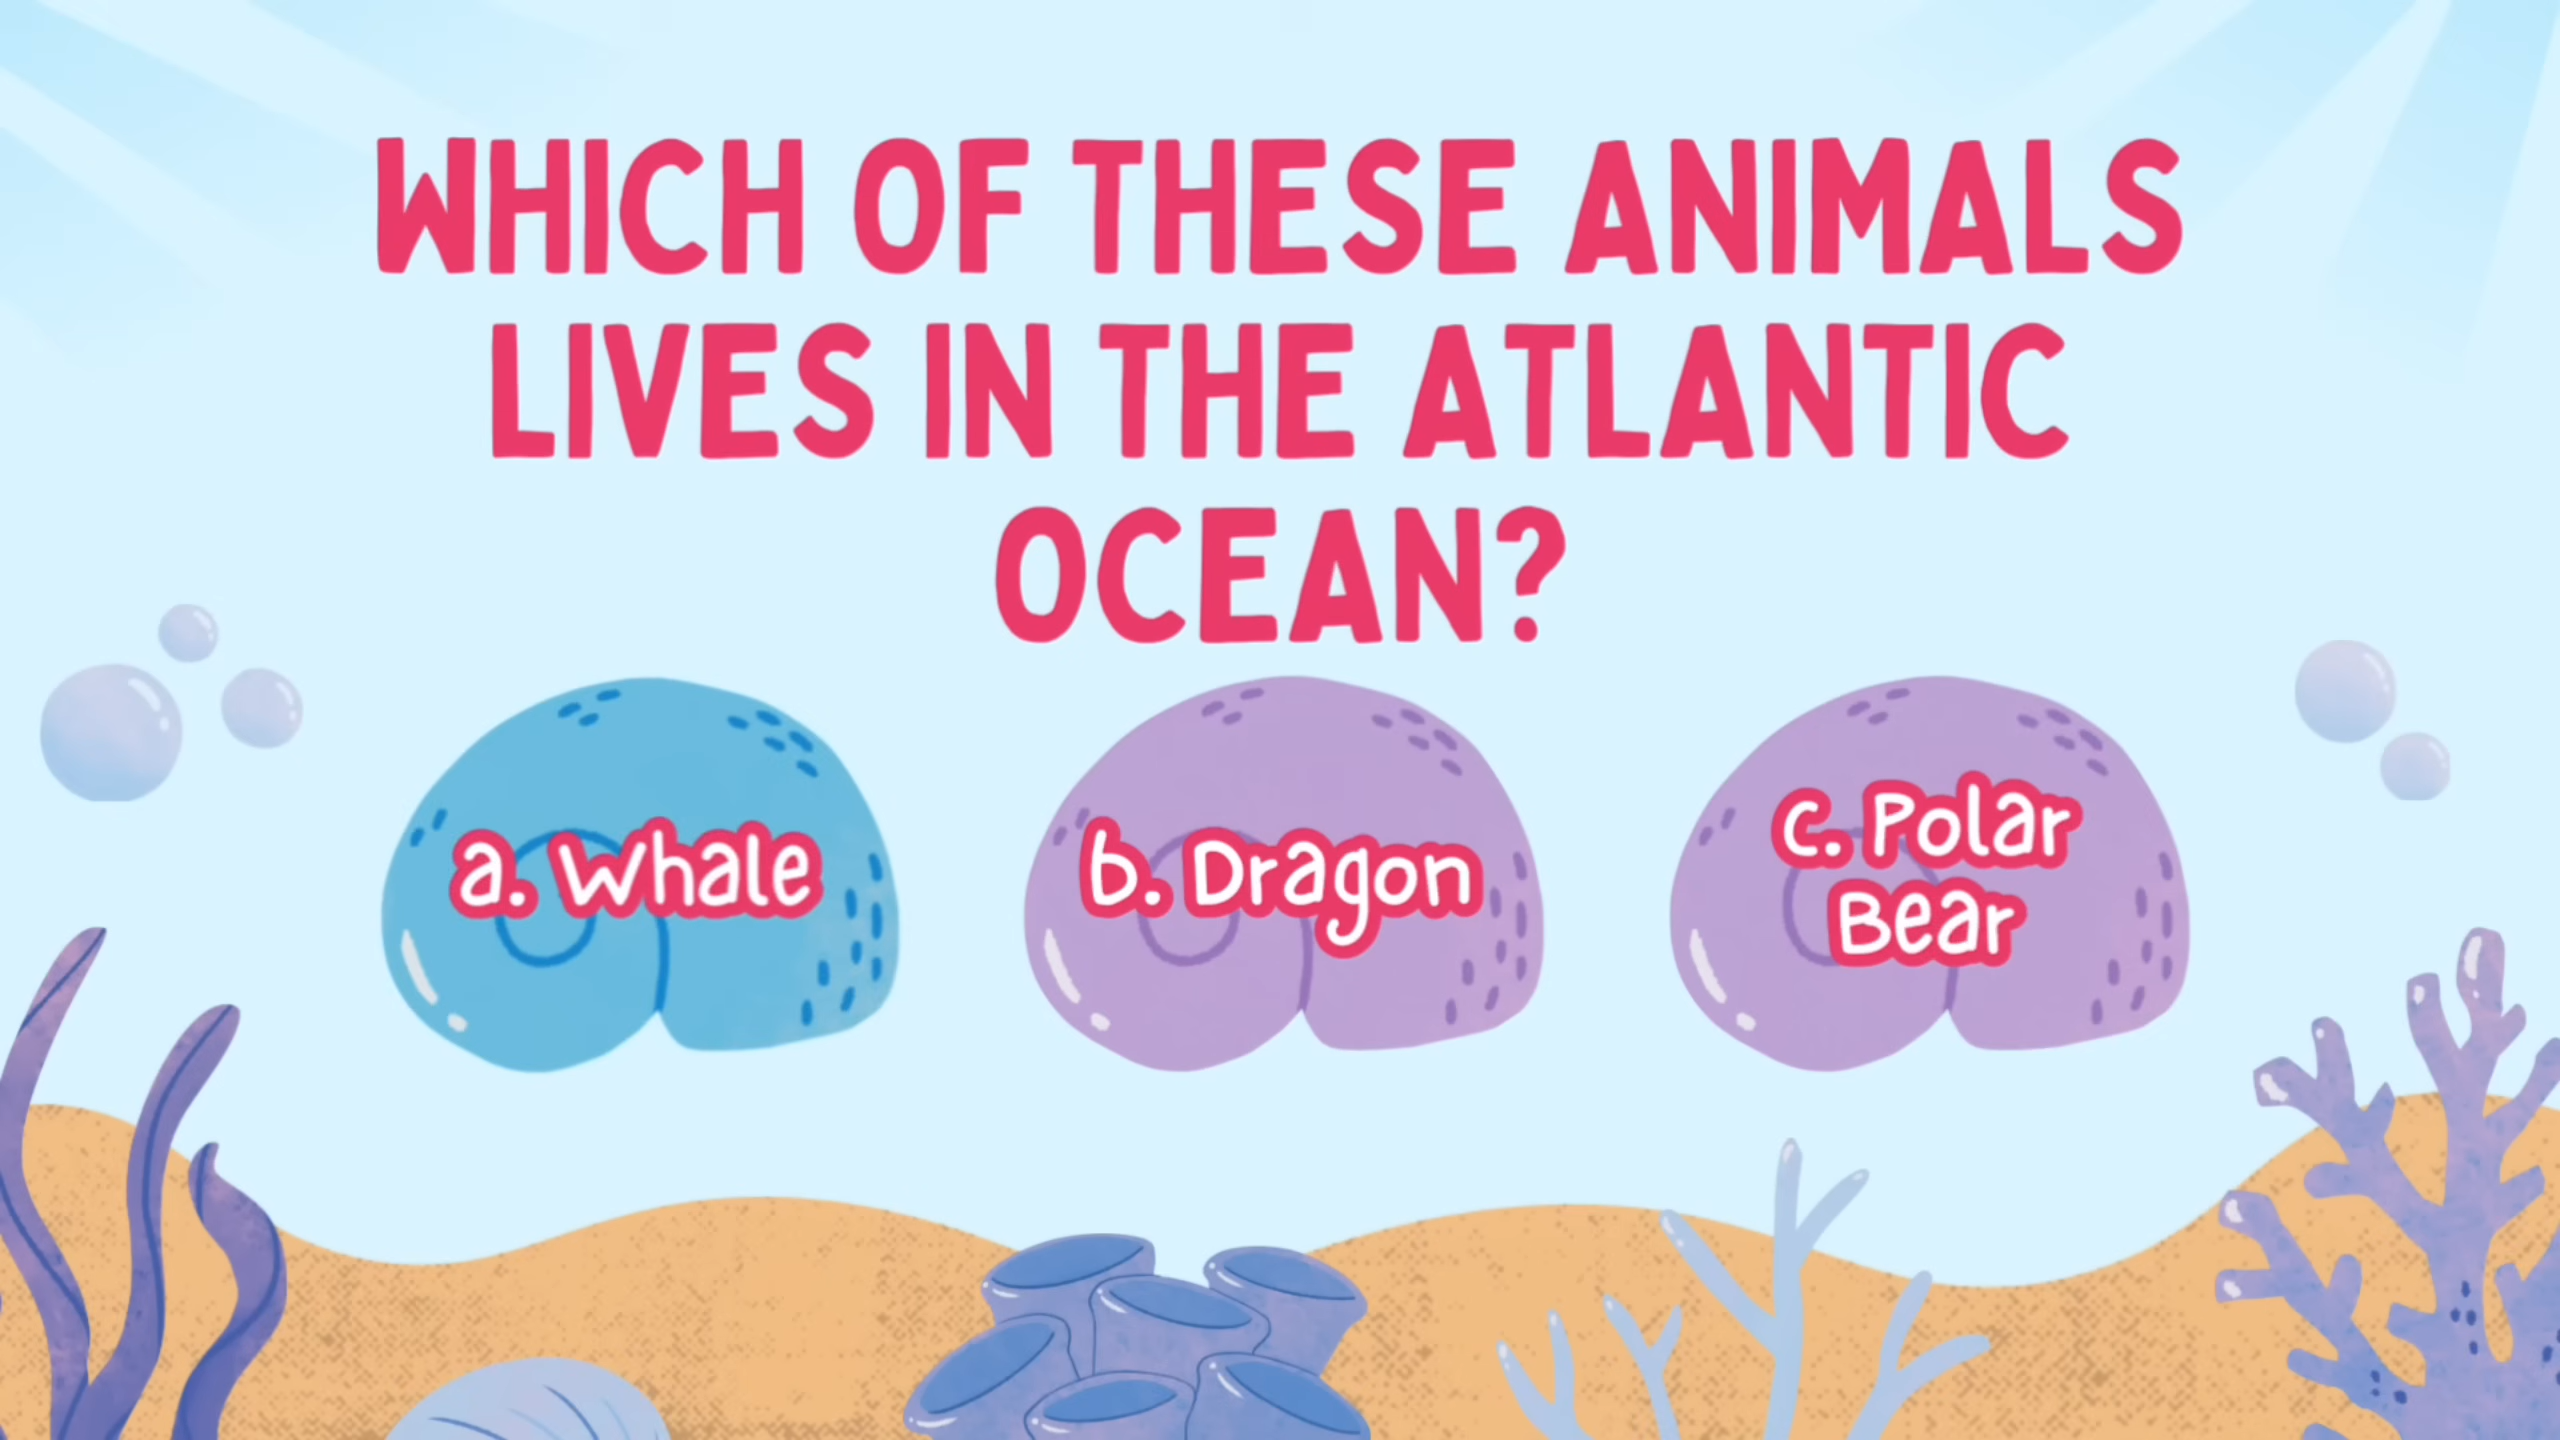 WHICH OF THESE ANIMALS
LIVES IN THE ATLANTIC
OCEAN?
a. Whale
b. Dragon
c. Polar
Bear